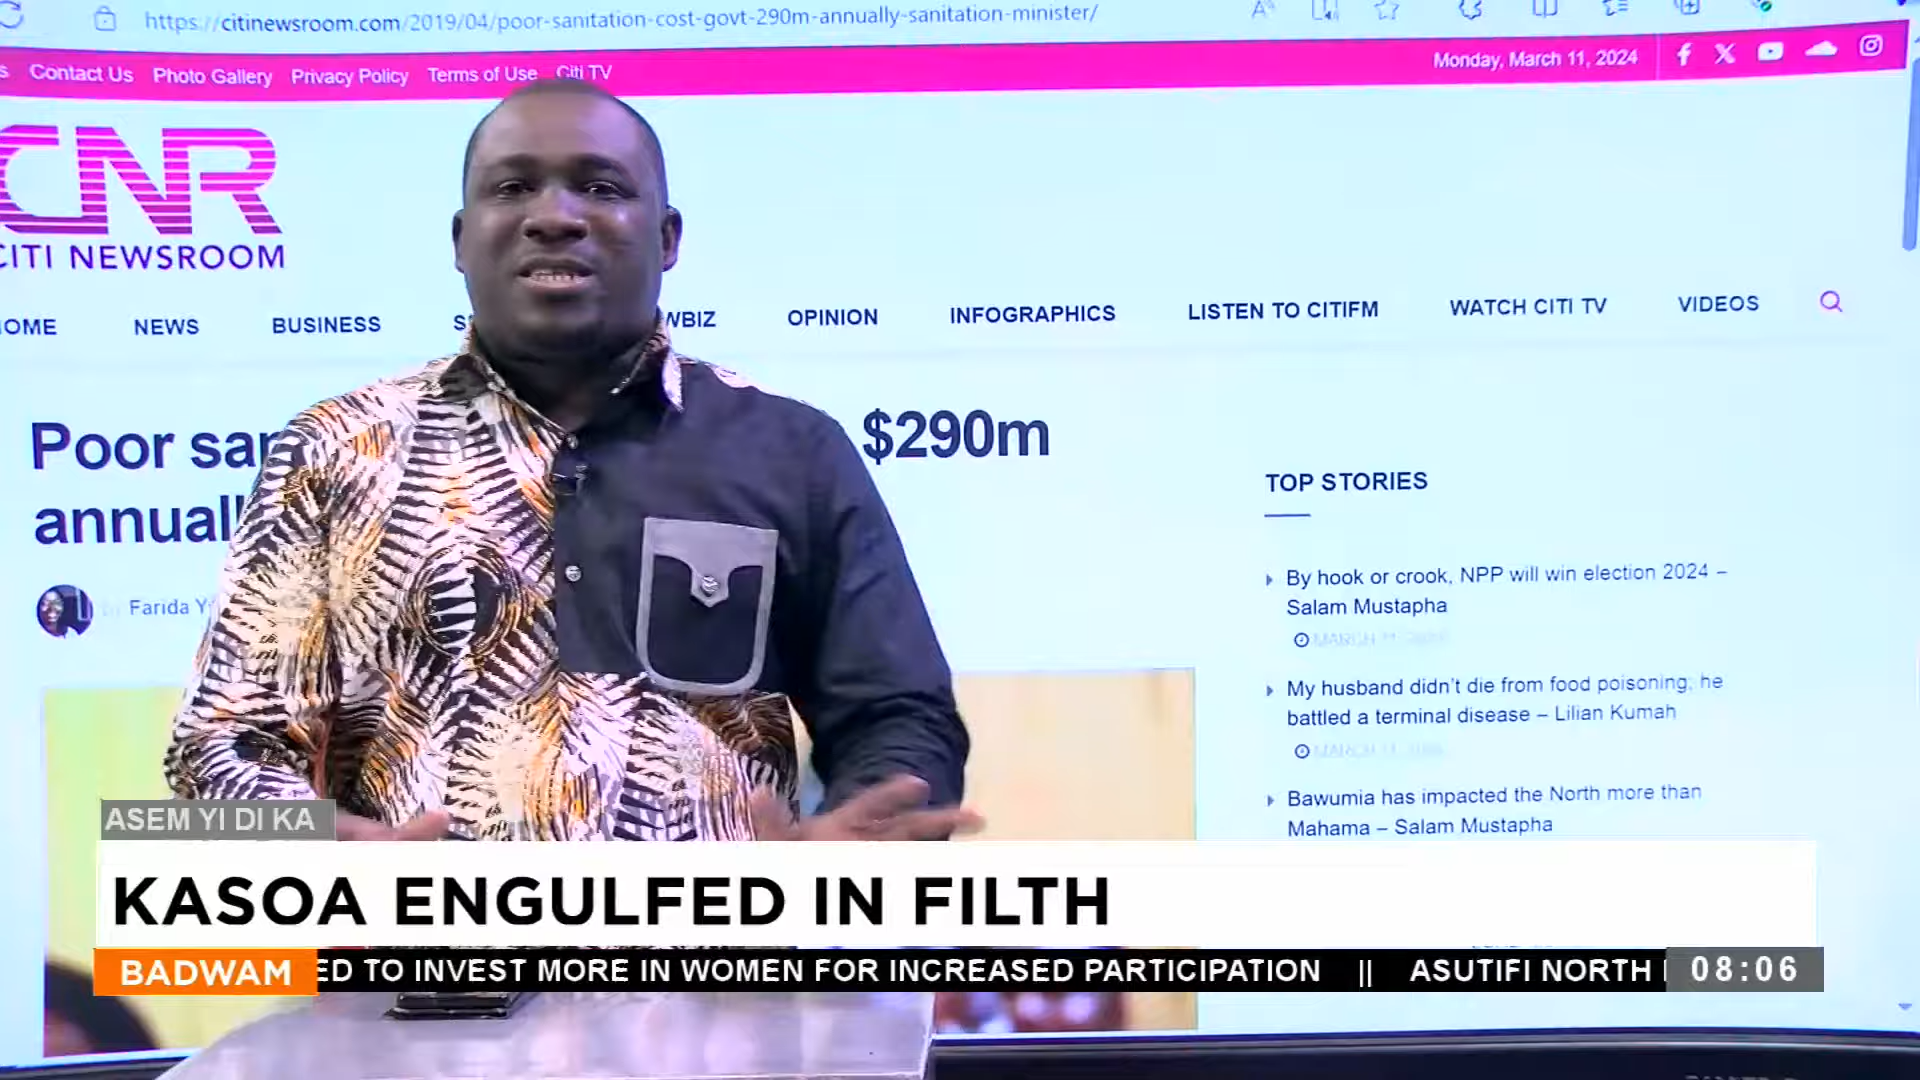 https://citinewsroom.com/2019/04/poor-sanitation-cost-govt-290m-annually-sanitation-minister/
Contact Us Photo Gallery Privacy Policy Terms of Use Citi TV Monday, March 11, 2024
CNR
CITI NEWSROOM
NEWS BUSINESS OPINION INFOGRAPHICS LISTEN TO CITIFM WATCH CITI TV VIDEOS
Poor $290m
TOP STORIES
by Farida
By hook or crook, NPP will win election 2024 –
Salam Mustapha
My husband didn't die from food poisoning; he
battled a terminal disease – Lilian Kumah
Bawumia has impacted the North more than
Mahama – Salam Mustapha
ASEM YI DI KA
KASOA ENGULFED IN FILTH
BADWAM ED TO INVEST MORE IN WOMEN FOR INCREASED PARTICIPATION || ASUTIFI NORTH 08:06